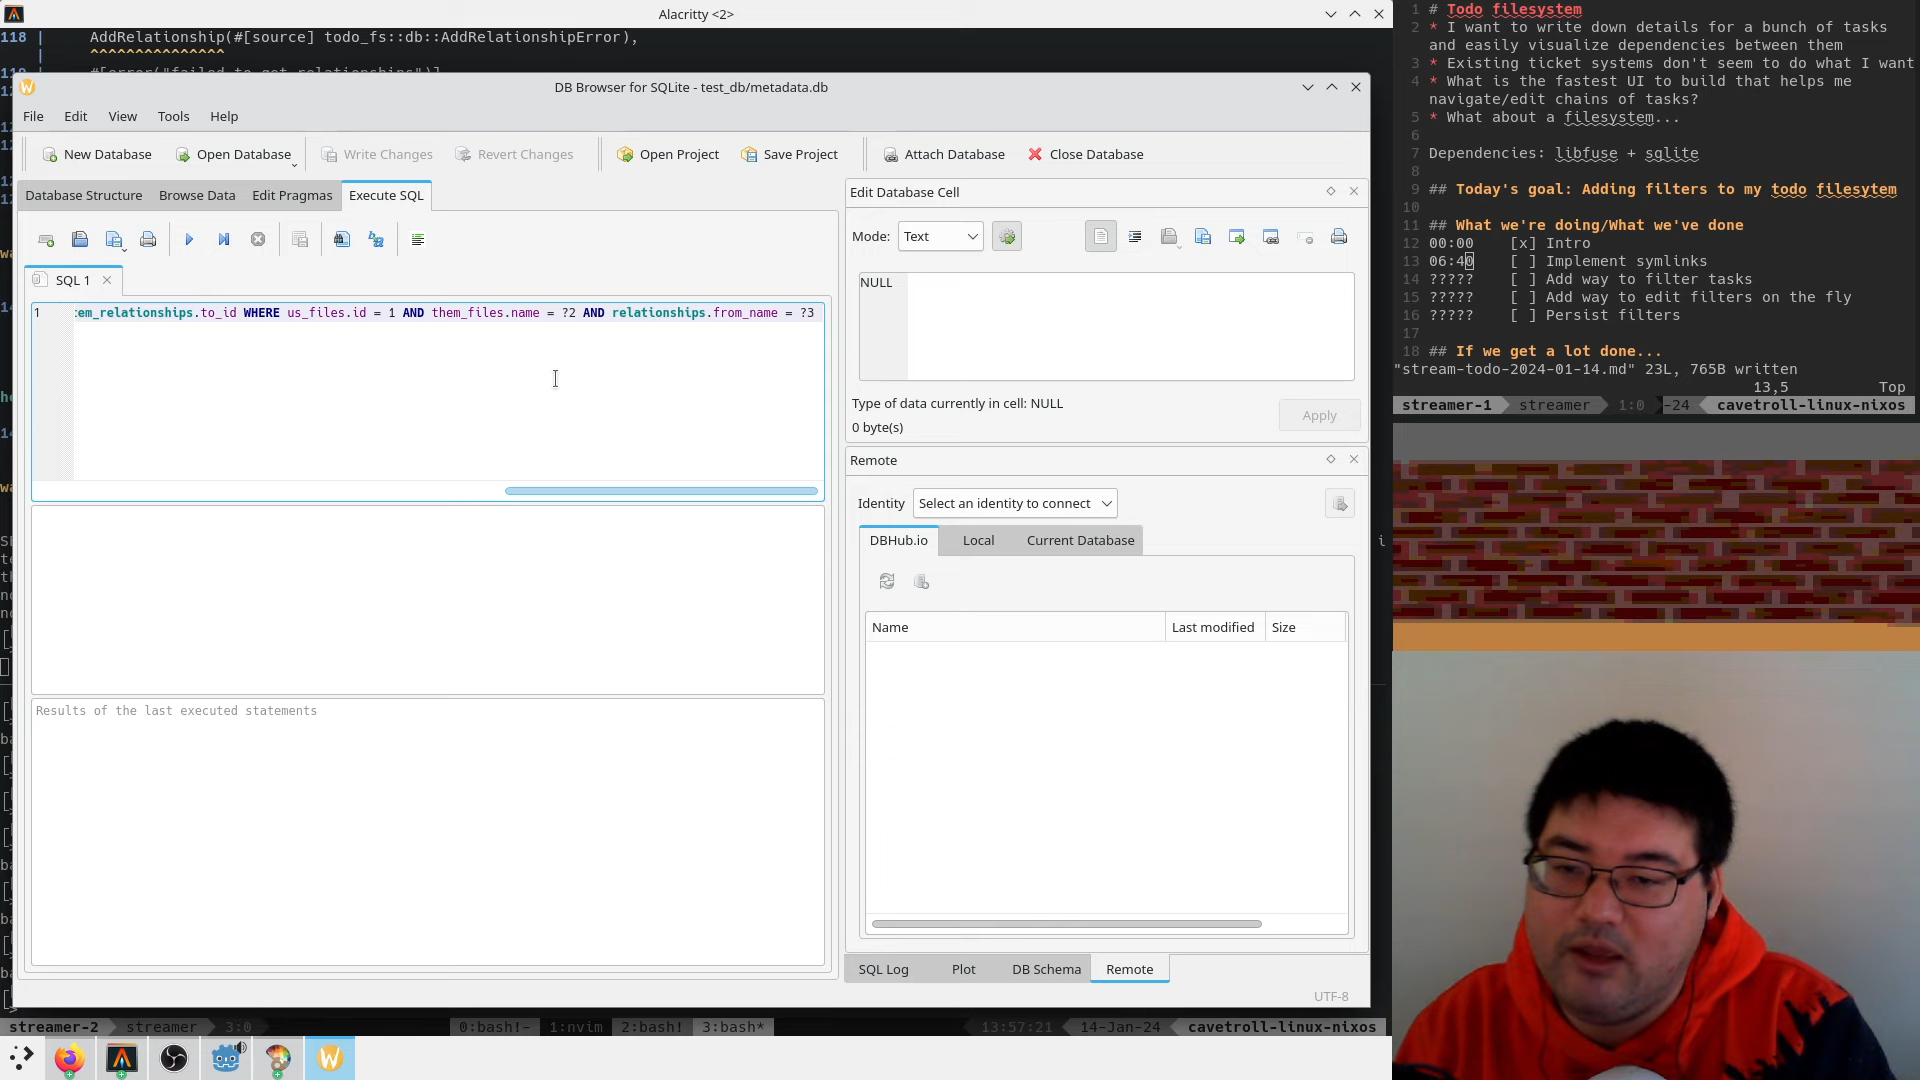 Alacritty <2>
118 | AddRelationship(#[source] todo_fs::db::AddRelationshipError),
| ^^^^^^^^^^^^^^^
DB Browser for SQLite - test_db/metadata.db
File Edit View Tools Help
New Database Open Database Write Changes Revert Changes Open Project Save Project Attach Database Close Database
Database Structure Browse Data Edit Pragmas Execute SQL
SQL 1
1 em_relationships.to_id WHERE us_files.id = 1 AND them_files.name = ?2 AND relationships.from_name = ?3
Results of the last executed statements
Edit Database Cell
Mode: Text
NULL
Type of data currently in cell: NULL
0 byte(s)
Apply
Remote
Identity Select an identity to connect
DBHub.io Local Current Database
Name Last modified Size
SQL Log Plot DB Schema Remote
UTF-8
streamer-2 streamer 3:0 0:bash!- 1:nvim 2:bash! 3:bash* 13:57:21 14-Jan-24 cavetroll-linux-nixos
1 # Todo filesystem
2 * I want to write down details for a bunch of tasks
and easily visualize dependencies between them
3 * Existing ticket systems don't seem to do what I want
4 * What is the fastest UI to build that helps me
navigate/edit chains of tasks?
5 * What about a filesystem...
6
7 Dependencies: libfuse + sqlite
8
9 ## Today's goal: Adding filters to my todo filesytem
10
11 ## What we're doing/What we've done
12 00:00 [x] Intro
13 06:40 [ ] Implement symlinks
14 ????? [ ] Add way to filter tasks
15 ????? [ ] Add way to edit filters on the fly
16 ????? [ ] Persist filters
17
18 ## If we get a lot done...
"stream-todo-2024-01-14.md" 23L, 765B written
13,5 Top
streamer-1 streamer 1:0 -24 cavetroll-linux-nixos